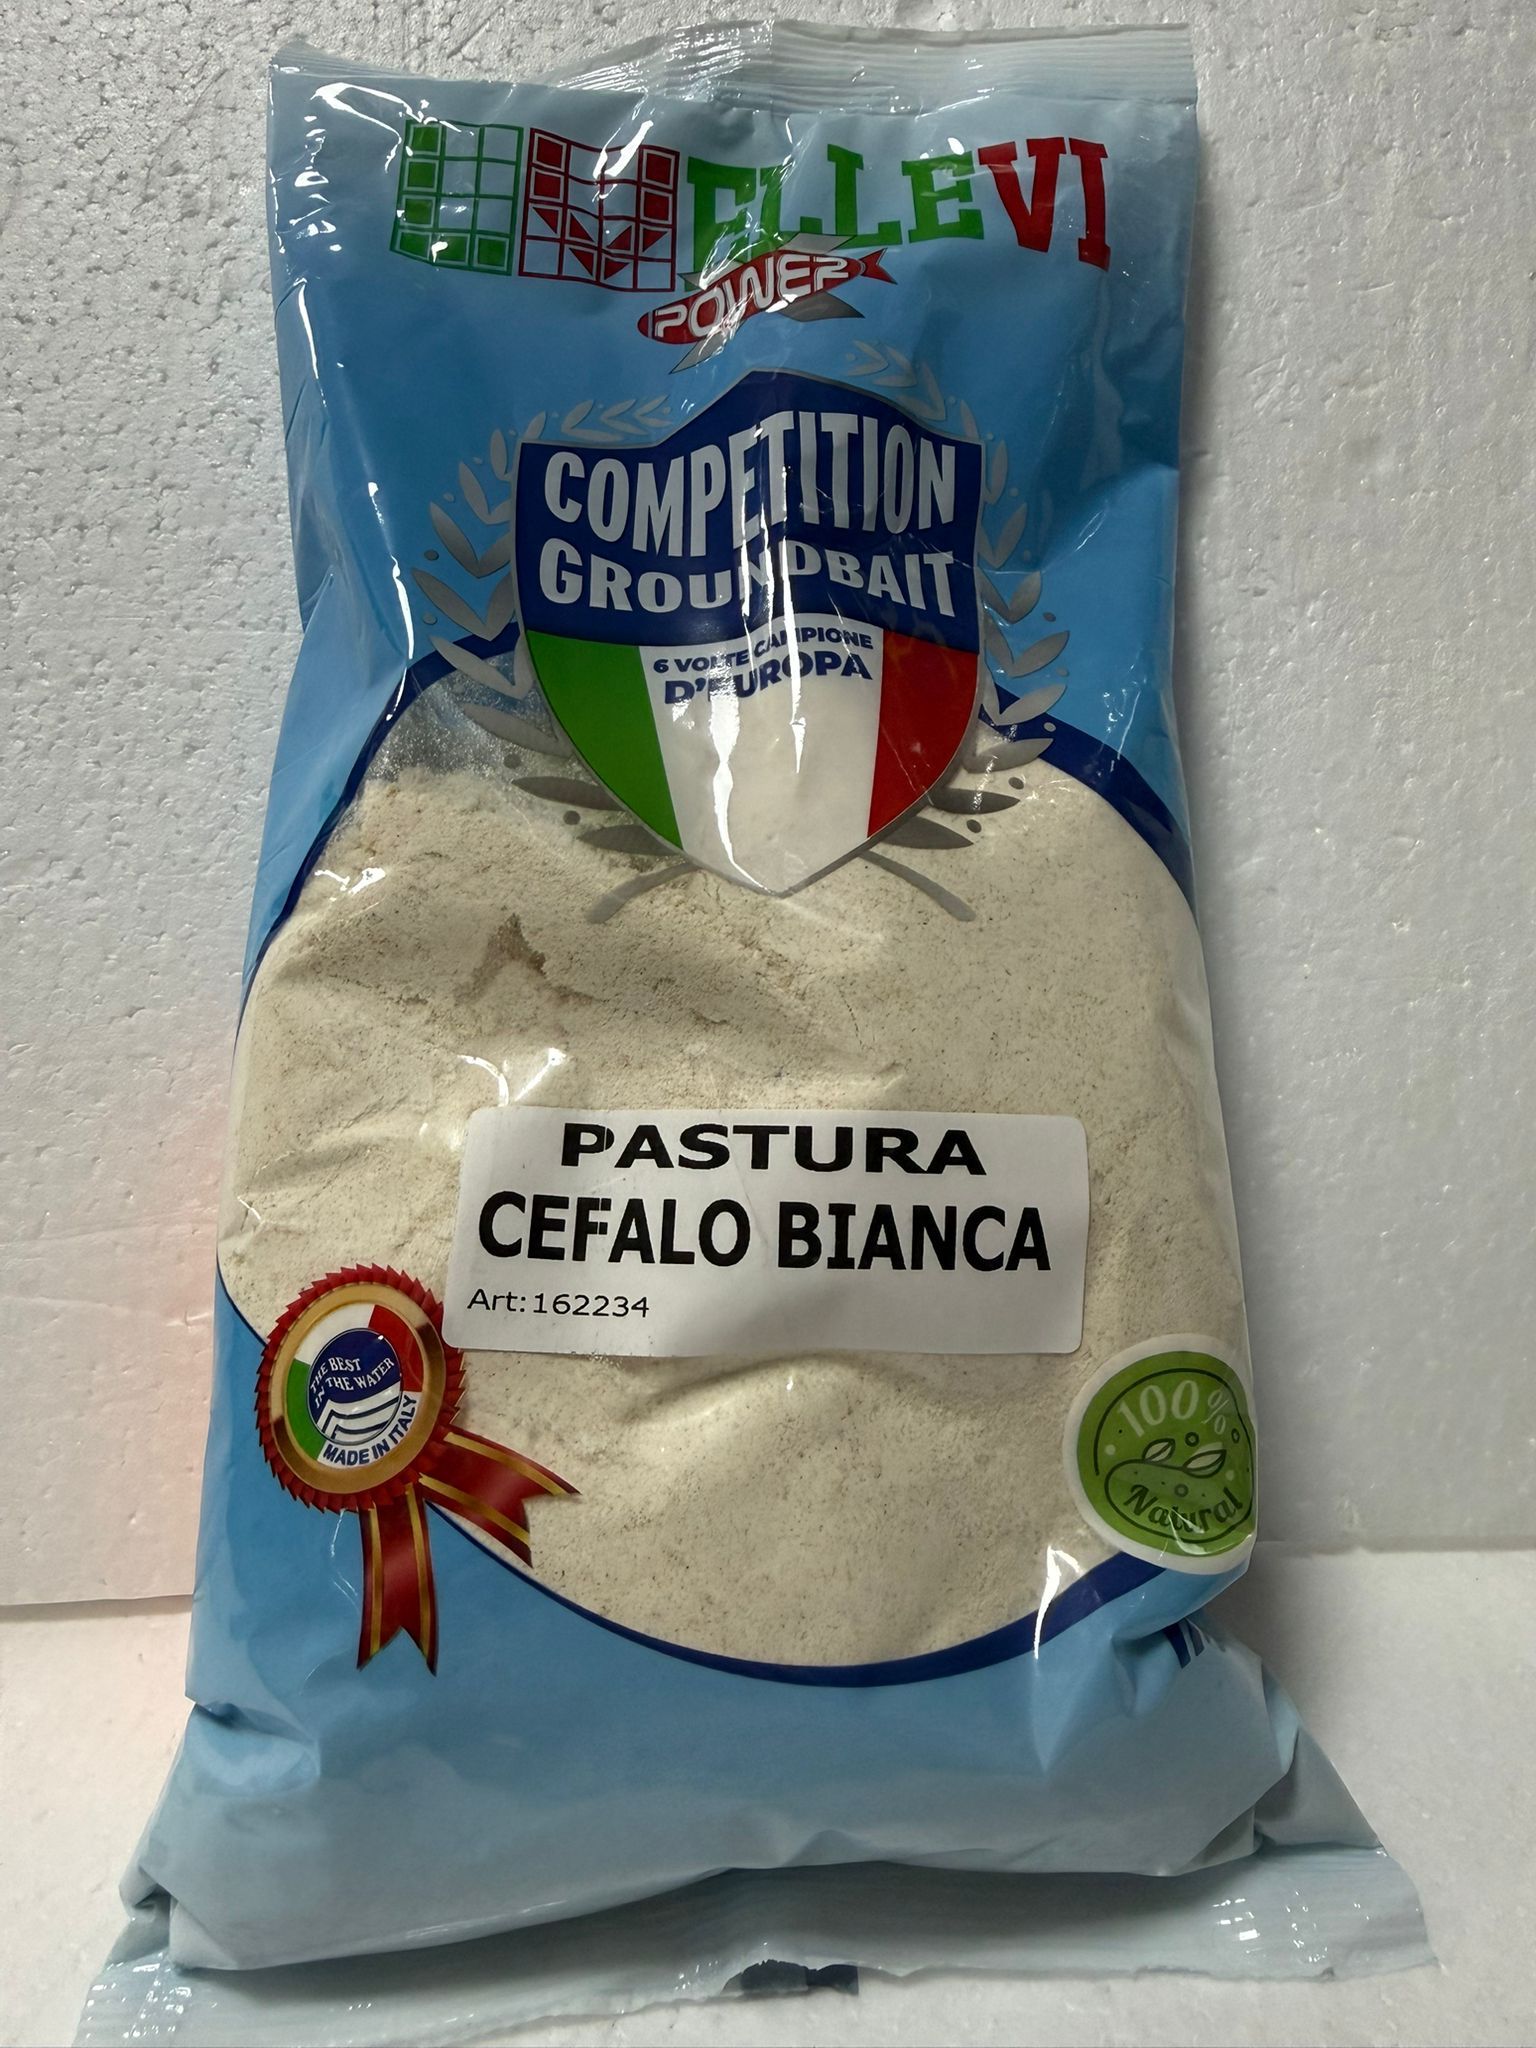 ELLEVI
POWER
COMPETITION
GROUNDBAIT
6 VOLTE CAMPIONE
D'EUROPA
PASTURA
CEFALO BIANCA
Art: 162234
THE BEST
IN THE WATER
MADE IN ITALY
100%
Natural